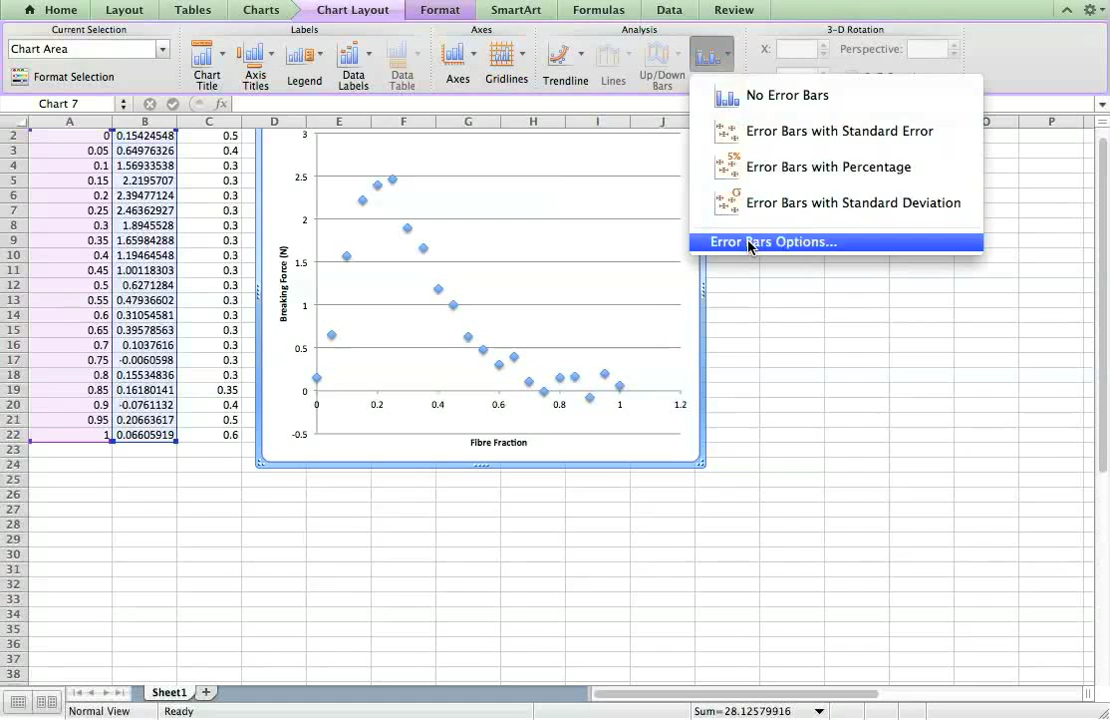 Home Layout Tables Charts Chart Layout Format SmartArt Formulas Data Review
Current Selection Labels Axes Analysis 3-D Rotation
Chart Area
Format Selection
Chart Title
Axis Titles
Legend
Data Labels
Data Table
Axes
Gridlines
Trendline
Lines
Up/Down Bars
X: Perspective:
No Error Bars
Error Bars with Standard Error
5%
Error Bars with Percentage
σ
Error Bars with Standard Deviation
Error Bars Options...
Chart 7 fx
A B C D E F G H I J O P
2 0 0.15424548 0.5
3 0.05 0.64976326 0.4
4 0.1 1.56933538 0.3
5 0.15 2.2195707 0.3
6 0.2 2.39477124 0.3
7 0.25 2.46362927 0.3
8 0.3 1.8945528 0.3
9 0.35 1.65984288 0.3
10 0.4 1.19464548 0.3
11 0.45 1.00118303 0.3
12 0.5 0.6271284 0.3
13 0.55 0.47936602 0.3
14 0.6 0.31054581 0.3
15 0.65 0.39578563 0.3
16 0.7 0.1037616 0.3
17 0.75 -0.0060598 0.3
18 0.8 0.15534836 0.3
19 0.85 0.16180141 0.35
20 0.9 -0.0761132 0.4
21 0.95 0.20663617 0.5
22 1 0.06605919 0.6
23
24
25
26
27
28
29
30
31
32
33
34
35
36
37
38
3
2.5
2
1.5
1
0.5
0
-0.5
Breaking Force (N)
0 0.2 0.4 0.6 0.8 1 1.2
Fibre Fraction
Sheet1
Normal View Ready Sum=28.12579916